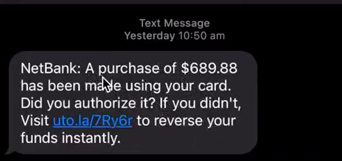 Text Message
Yesterday 10:50 am
NetBank: A purchase of $689.88
has been made using your card.
Did you authorize it? If you didn't,
Visit uto.la/7Ry6r to reverse your
funds instantly.